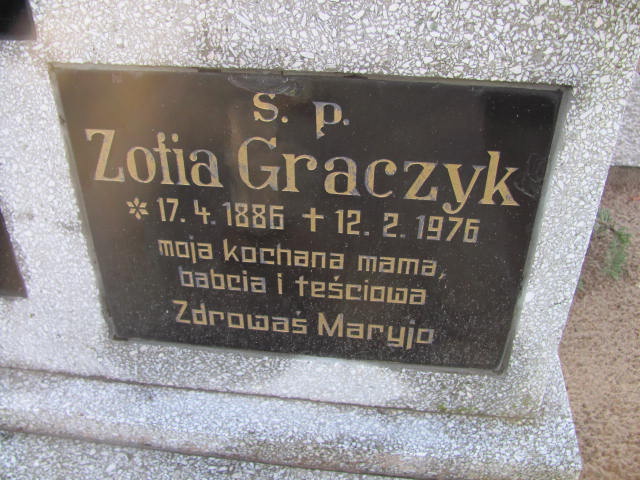 ś. p.
Zofia Graczyk
* 17. 4. 1886 + 12. 2. 1976
moja kochana mama,
babcia i teściowa
Zdrowaś Maryjo